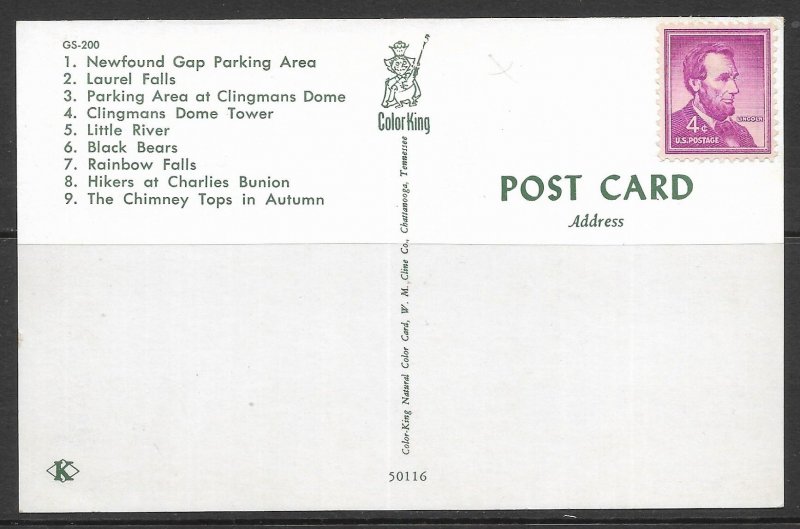 GS-200
1. Newfound Gap Parking Area
2. Laurel Falls
3. Parking Area at Clingmans Dome
4. Clingmans Dome Tower
5. Little River
6. Black Bears
7. Rainbow Falls
8. Hikers at Charlies Bunion
9. The Chimney Tops in Autumn
ColorKing
Color-King Natural Color Card, W. M. Cline Co., Chattanooga, Tennessee
LINCOLN
4¢
U.S. POSTAGE
POST CARD
Address
K
50116